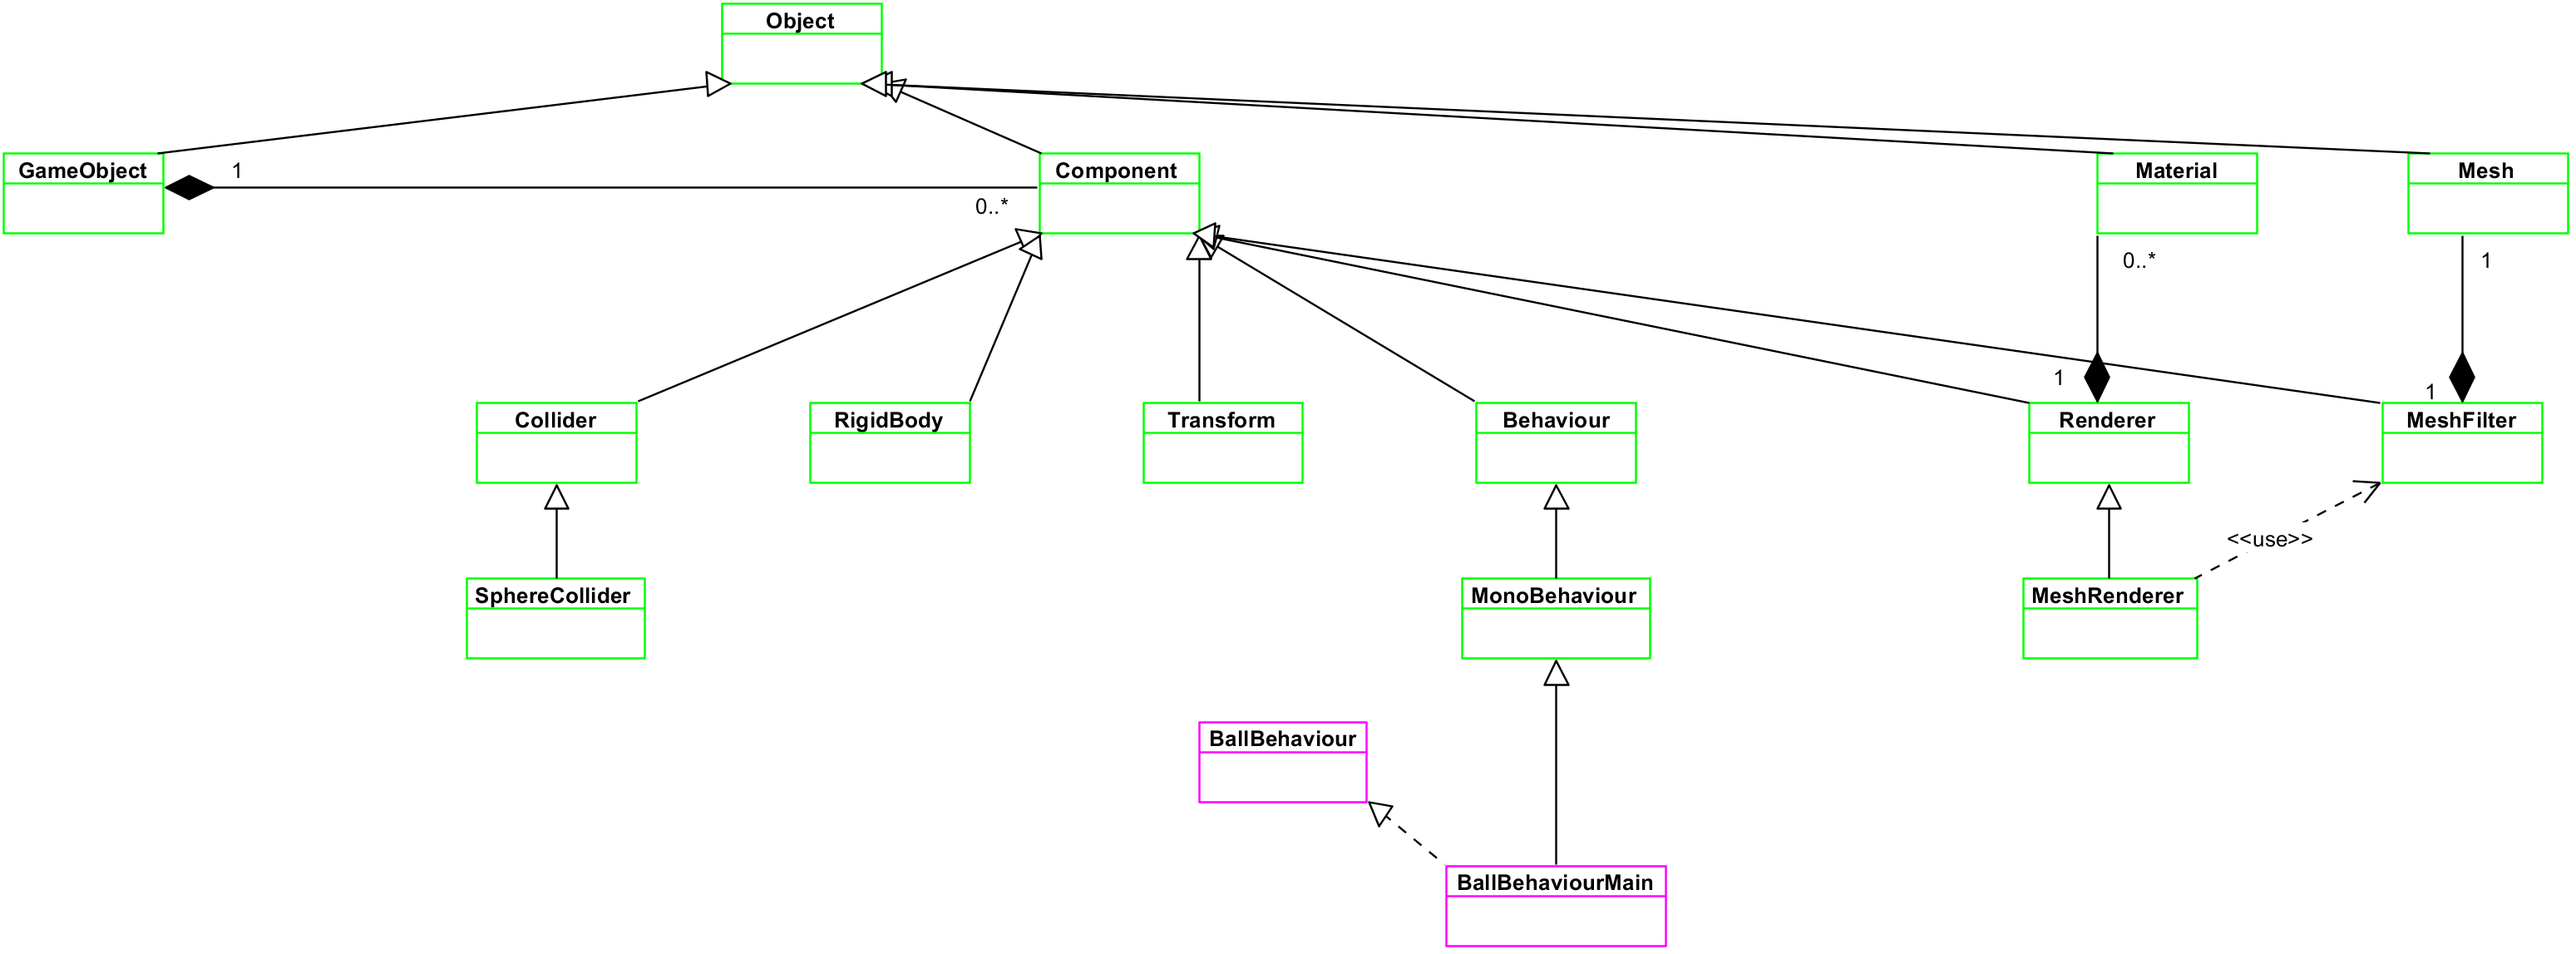 Object
GameObject
1
Component
0..*
Material
Mesh
0..*
1
1
1
Collider
RigidBody
Transform
Behaviour
Renderer
MeshFilter
<<use>>
SphereCollider
MonoBehaviour
MeshRenderer
BallBehaviour
BallBehaviourMain